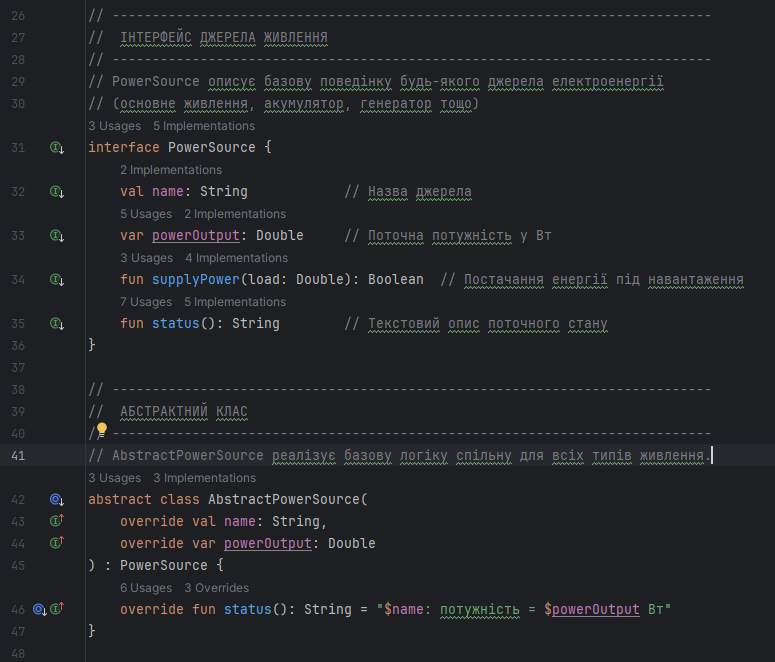 26 // ---------------------------------------------------------------------------
27 // ІНТЕРФЕЙС ДЖЕРЕЛА ЖИВЛЕННЯ
28 // ---------------------------------------------------------------------------
29 // PowerSource описує базову поведінку будь-якого джерела електроенергії
30 // (основне живлення, акумулятор, генератор тощо)
3 Usages 5 Implementations
31 interface PowerSource {
2 Implementations
32 val name: String // Назва джерела
5 Usages 2 Implementations
33 var powerOutput: Double // Поточна потужність у Вт
3 Usages 4 Implementations
34 fun supplyPower(load: Double): Boolean // Постачання енергії під навантаження
7 Usages 5 Implementations
35 fun status(): String // Текстовий опис поточного стану
36 }
37
38 // ---------------------------------------------------------------------------
39 // АБСТРАКТНИЙ КЛАС
40 // ---------------------------------------------------------------------------
41 // AbstractPowerSource реалізує базову логіку спільну для всіх типів живлення.
3 Usages 3 Implementations
42 abstract class AbstractPowerSource(
43 override val name: String,
44 override var powerOutput: Double
45 ) : PowerSource {
6 Usages 3 Overrides
46 override fun status(): String = "$name: потужність = $powerOutput Вт"
47 }
48